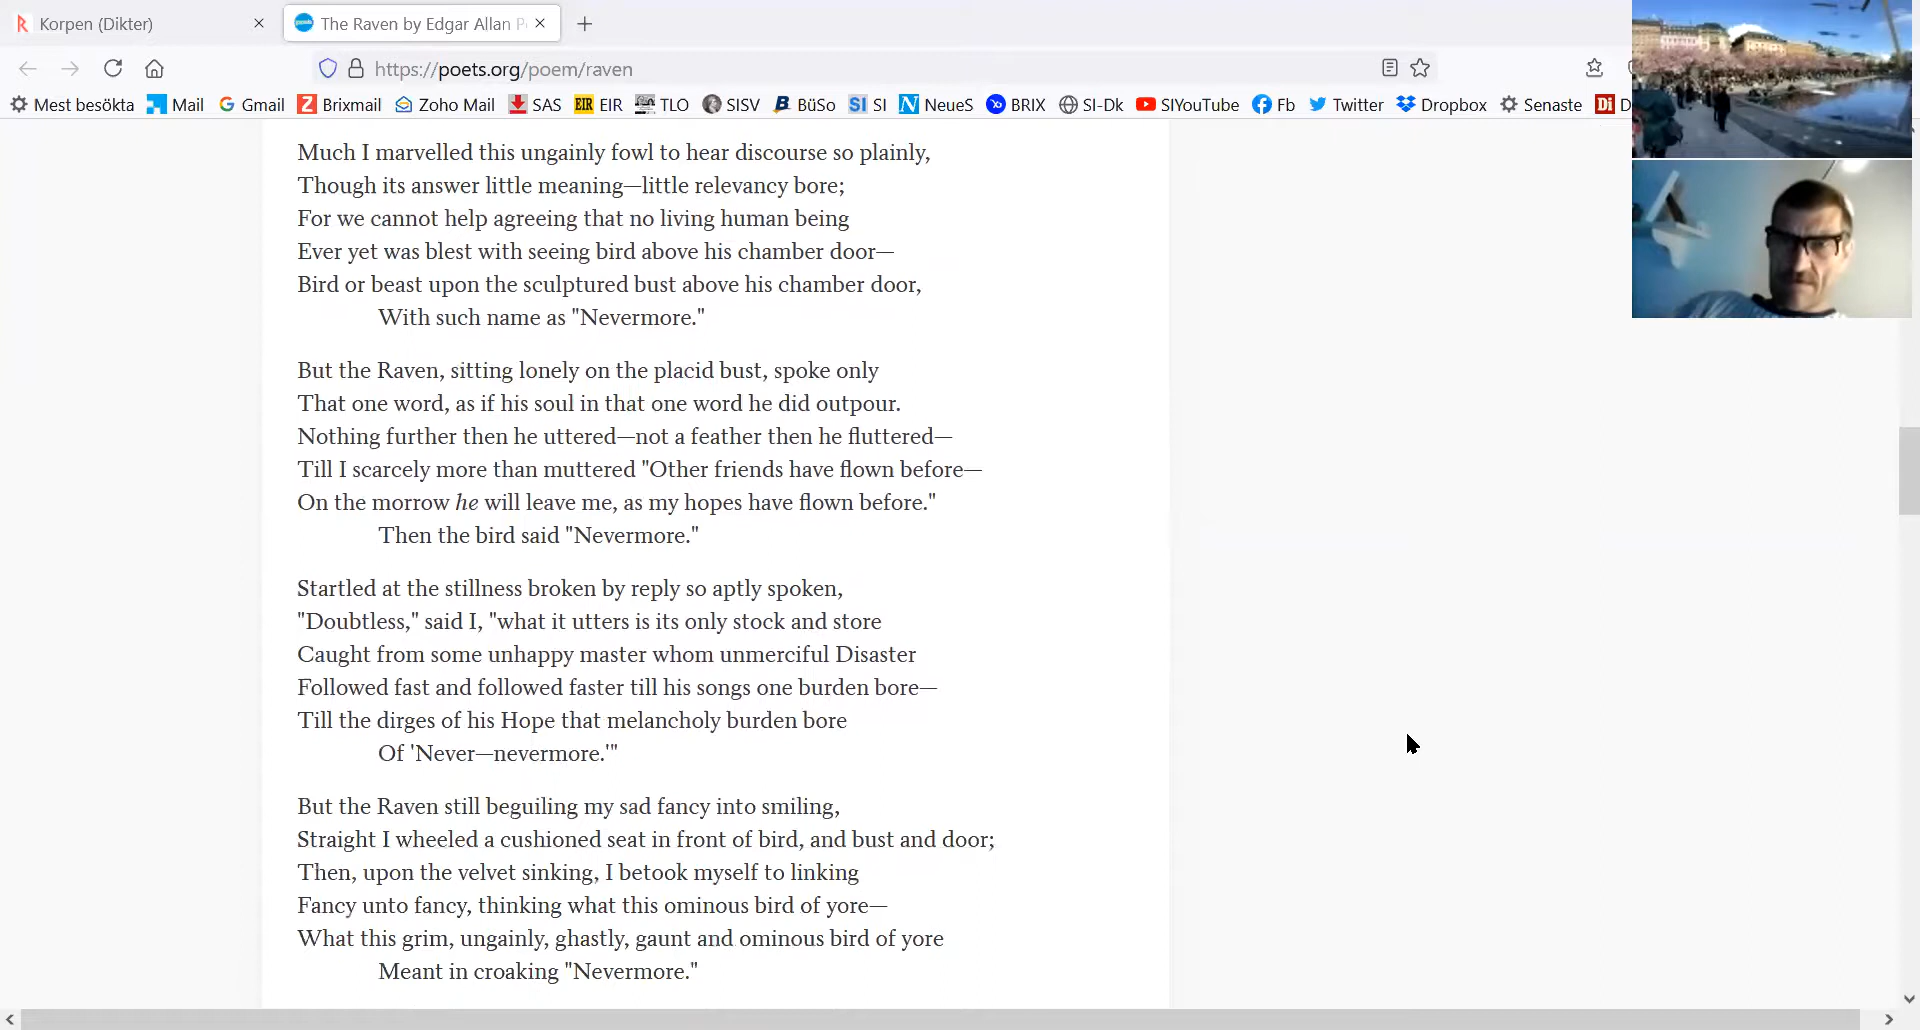 Korpen (Dikter)
The Raven by Edgar Allan P
https://poets.org/poem/raven
Mest besökta Mail Gmail Brixmail Zoho Mail SAS EIR EIR TLO SISV BüSo SI SI NeueS BRIX SI-Dk SIYouTube Fb Twitter Dropbox Senaste Di D
Much I marvelled this ungainly fowl to hear discourse so plainly,
Though its answer little meaning—little relevancy bore;
For we cannot help agreeing that no living human being
Ever yet was blest with seeing bird above his chamber door—
Bird or beast upon the sculptured bust above his chamber door,
With such name as "Nevermore."
But the Raven, sitting lonely on the placid bust, spoke only
That one word, as if his soul in that one word he did outpour.
Nothing further then he uttered—not a feather then he fluttered—
Till I scarcely more than muttered "Other friends have flown before—
On the morrow he will leave me, as my hopes have flown before."
Then the bird said "Nevermore."
Startled at the stillness broken by reply so aptly spoken,
"Doubtless," said I, "what it utters is its only stock and store
Caught from some unhappy master whom unmerciful Disaster
Followed fast and followed faster till his songs one burden bore—
Till the dirges of his Hope that melancholy burden bore
Of 'Never—nevermore.'"
But the Raven still beguiling my sad fancy into smiling,
Straight I wheeled a cushioned seat in front of bird, and bust and door;
Then, upon the velvet sinking, I betook myself to linking
Fancy unto fancy, thinking what this ominous bird of yore—
What this grim, ungainly, ghastly, gaunt and ominous bird of yore
Meant in croaking "Nevermore."